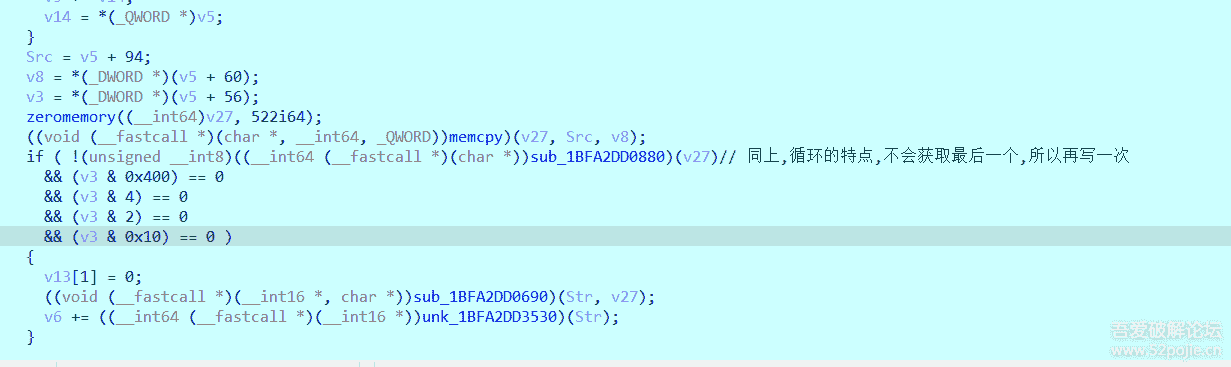 v14 = *(_QWORD *)v5;
}
Src = v5 + 94;
v8 = *(_DWORD *)(v5 + 60);
v3 = *(_DWORD *)(v5 + 56);
zeromemory((__int64)v27, 522i64);
((void (__fastcall *)(char *, __int64, _QWORD))memcpy)(v27, Src, v8);
if ( !(unsigned __int8)((__int64 (__fastcall *)(char *))sub_1BFA2DD0880)(v27)// 同上,循环的特点,不会获取最后一个,所以再写一次
&& (v3 & 0x400) == 0
&& (v3 & 4) == 0
&& (v3 & 2) == 0
&& (v3 & 0x10) == 0 )
{
v13[1] = 0;
((void (__fastcall *)(__int16 *, char *))sub_1BFA2DD0690)(Str, v27);
v6 += ((__int64 (__fastcall *)(__int16 *))unk_1BFA2DD3530)(Str);
}
吾爱破解论坛
www.52pojie.cn